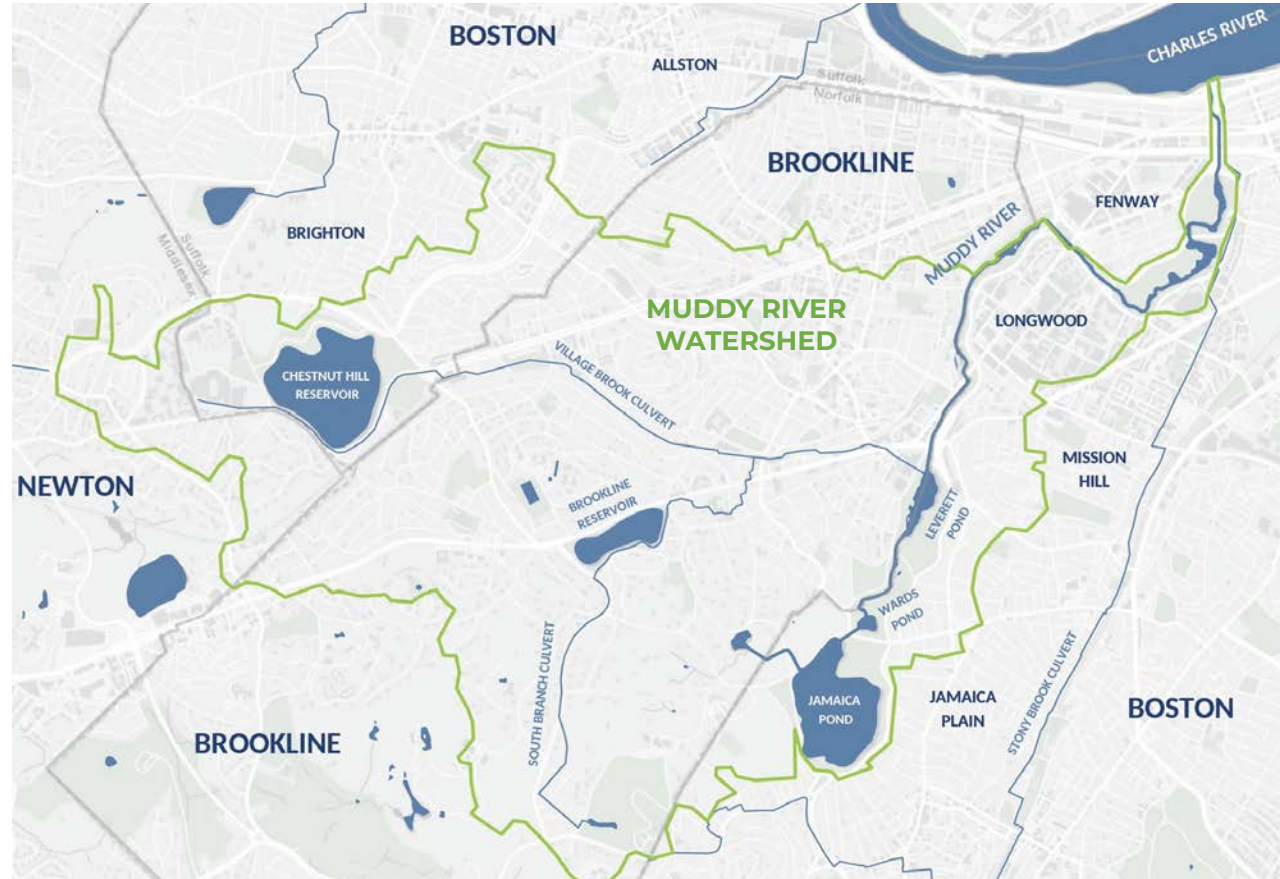 BOSTON
ALLSTON
CHARLES RIVER
Suffolk
Norfolk
BROOKLINE
FENWAY
BRIGHTON
MUDDY RIVER
Suffolk
Middlesex
MUDDY RIVER
WATERSHED
LONGWOOD
VILLAGE BROOK CULVERT
CHESTNUT HILL
RESERVOIR
MISSION
HILL
NEWTON
BROOKLINE
RESERVOIR
LEVERETT
POND
WARDS
POND
SOUTH BRANCH CULVERT
STONY BROOK CULVERT
JAMAICA
POND
JAMAICA
PLAIN
BOSTON
BROOKLINE